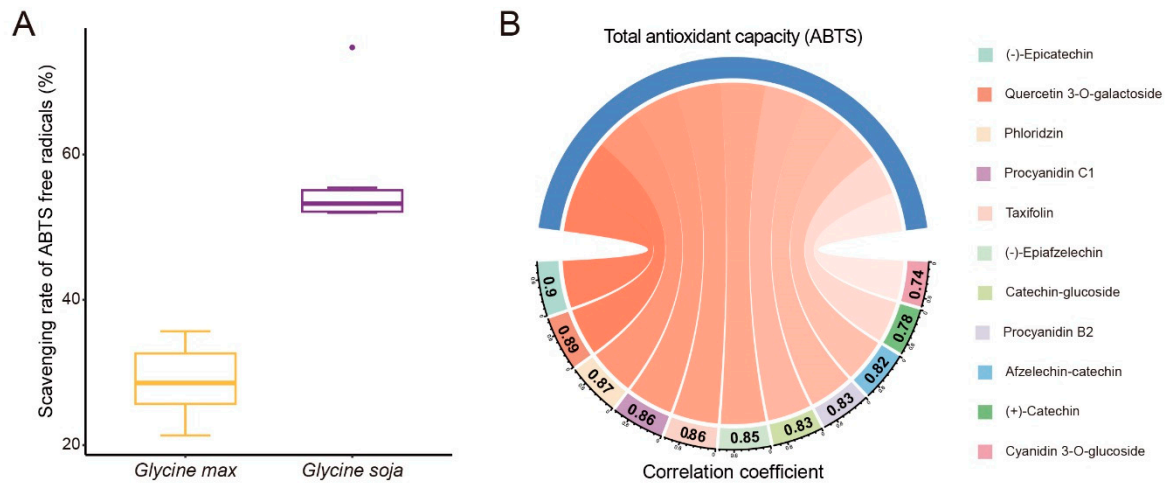 A
Scavenging rate of ABTS free radicals (%)
60
40
20
Glycine max
Glycine soja
B
Total antioxidant capacity (ABTS)
0.9
0.89
0.87
0.86
0.86
0.85
0.83
0.83
0.82
0.78
0.74
Correlation coefficient
(-)-Epicatechin
Quercetin 3-O-galactoside
Phloridzin
Procyanidin C1
Taxifolin
(-)-Epiafzelechin
Catechin-glucoside
Procyanidin B2
Afzelechin-catechin
(+)-Catechin
Cyanidin 3-O-glucoside